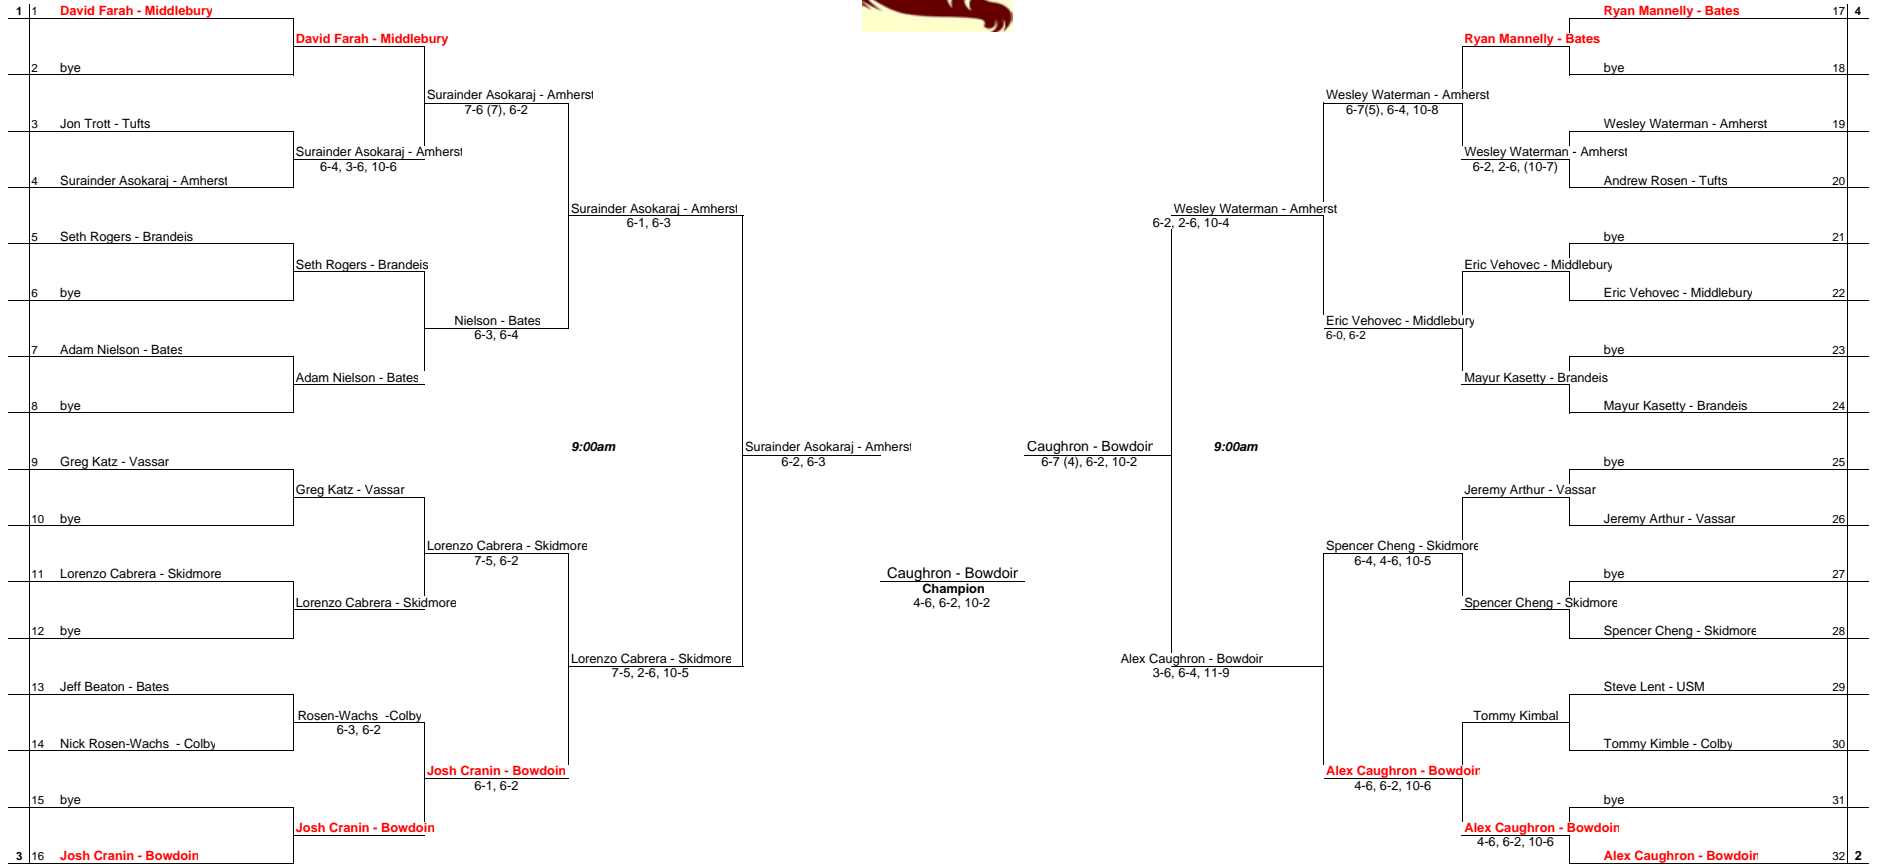 1 1 David Farah - Middlebury
David Farah - Middlebury
2 bye
Surainder Asokaraj - Amherst
7-6 (7), 6-2
3 Jon Trott - Tufts
Surainder Asokaraj - Amherst
6-4, 3-6, 10-6
4 Surainder Asokaraj - Amherst
Surainder Asokaraj - Amherst
6-1, 6-3
5 Seth Rogers - Brandeis
Seth Rogers - Brandeis
6 bye
Nielson - Bates
6-3, 6-4
7 Adam Nielson - Bates
Adam Nielson - Bates
8 bye
9:00am
Surainder Asokaraj - Amherst
6-2, 6-3
9 Greg Katz - Vassar
Greg Katz - Vassar
10 bye
Lorenzo Cabrera - Skidmore
7-5, 6-2
11 Lorenzo Cabrera - Skidmore
Lorenzo Cabrera - Skidmore
12 bye
Lorenzo Cabrera - Skidmore
7-5, 2-6, 10-5
13 Jeff Beaton - Bates
Rosen-Wachs -Colby
6-3, 6-2
14 Nick Rosen-Wachs - Colby
Josh Cranin - Bowdoin
6-1, 6-2
15 bye
Josh Cranin - Bowdoin
3 16 Josh Cranin - Bowdoin
Caughron - Bowdoin
Champion
4-6, 6-2, 10-2
Ryan Mannelly - Bates 17 4
Ryan Mannelly - Bates
bye 18
Wesley Waterman - Amherst
6-7(5), 6-4, 10-8
Wesley Waterman - Amherst 19
Wesley Waterman - Amherst
6-2, 2-6, (10-7)
Andrew Rosen - Tufts 20
Wesley Waterman - Amherst
6-2, 2-6, 10-4
bye 21
Eric Vehovec - Middlebury
Eric Vehovec - Middlebury 22
Eric Vehovec - Middlebury
6-0, 6-2
bye 23
Mayur Kasetty - Brandeis
Mayur Kasetty - Brandeis 24
Caughron - Bowdoin
6-7 (4), 6-2, 10-2
9:00am
bye 25
Jeremy Arthur - Vassar
Jeremy Arthur - Vassar 26
Spencer Cheng - Skidmore
6-4, 4-6, 10-5
bye 27
Spencer Cheng - Skidmore
Spencer Cheng - Skidmore 28
Alex Caughron - Bowdoin
3-6, 6-4, 11-9
Steve Lent - USM 29
Tommy Kimbal
Tommy Kimble - Colby 30
Alex Caughron - Bowdoin
4-6, 6-2, 10-6
bye 31
Alex Caughron - Bowdoin
4-6, 6-2, 10-6
Alex Caughron - Bowdoin 32 2